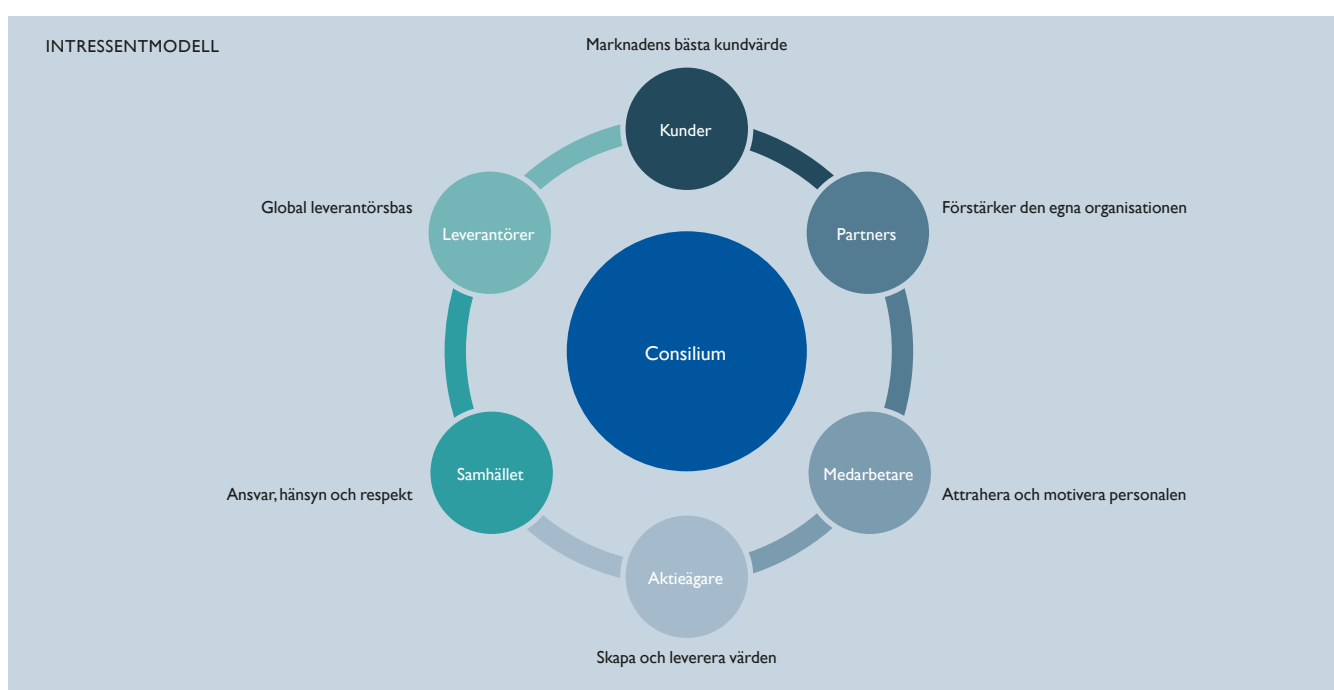 INTRESSENTMODELL
Marknadens bästa kundvärde
Kunder
Global leverantörsbas
Leverantörer
Partners
Förstärker den egna organisationen
Consilium
Samhället
Medarbetare
Ansvar, hänsyn och respekt
Attrahera och motivera personalen
Aktieägare
Skapa och leverera värden